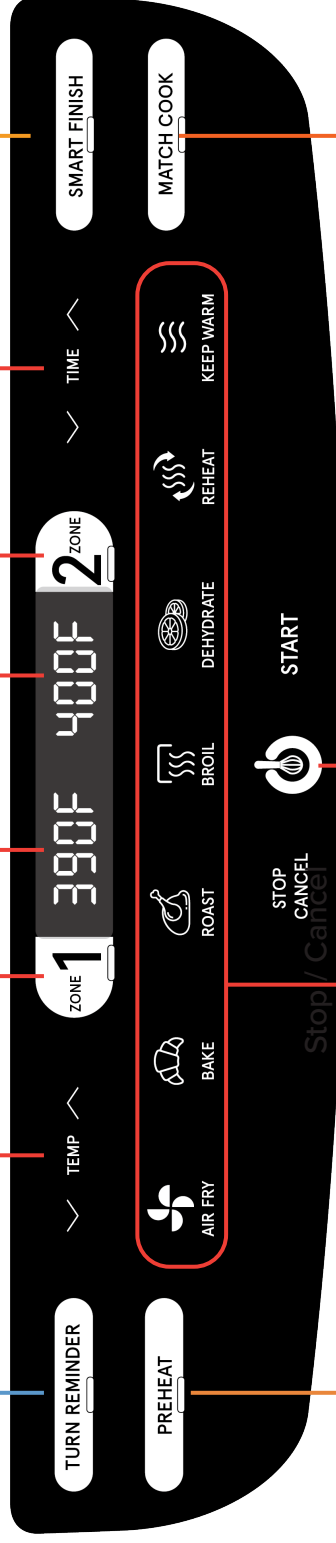 TURN REMINDER
TEMP
ZONE 1
390F
400F
2 ZONE
TIME
SMART FINISH
PREHEAT
AIR FRY
BAKE
ROAST
BROIL
DEHYDRATE
REHEAT
KEEP WARM
MATCH COOK
STOP
CANCEL
START
Stop / Cancel